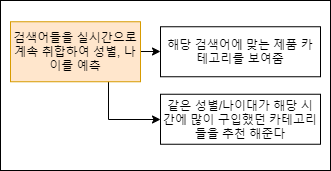 검색어들을 실시간으로
계속 취합하여 성별, 나
이를 예측
해당 검색어에 맞는 제품 카
테고리를 보여줌
같은 성별/나이대가 해당 시
간에 많이 구입했던 카테고리
들을 추천 해준다